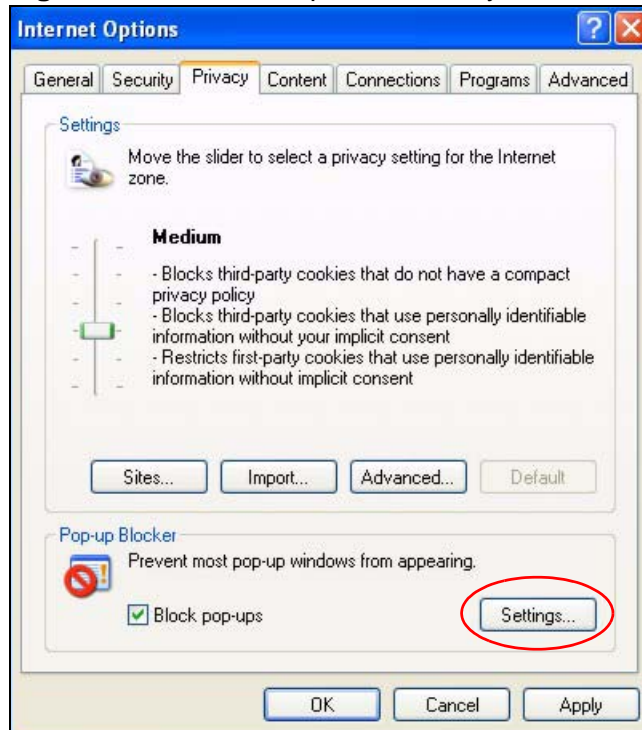 Internet Options
General Security Privacy Content Connections Programs Advanced
Settings
Move the slider to select a privacy setting for the Internet
zone.
Medium
- Blocks third-party cookies that do not have a compact
privacy policy
- Blocks third-party cookies that use personally identifiable
information without your implicit consent
- Restricts first-party cookies that use personally identifiable
information without implicit consent
Sites... Import... Advanced... Default
Pop-up Blocker
Prevent most pop-up windows from appearing.
Block pop-ups Settings...
OK Cancel Apply